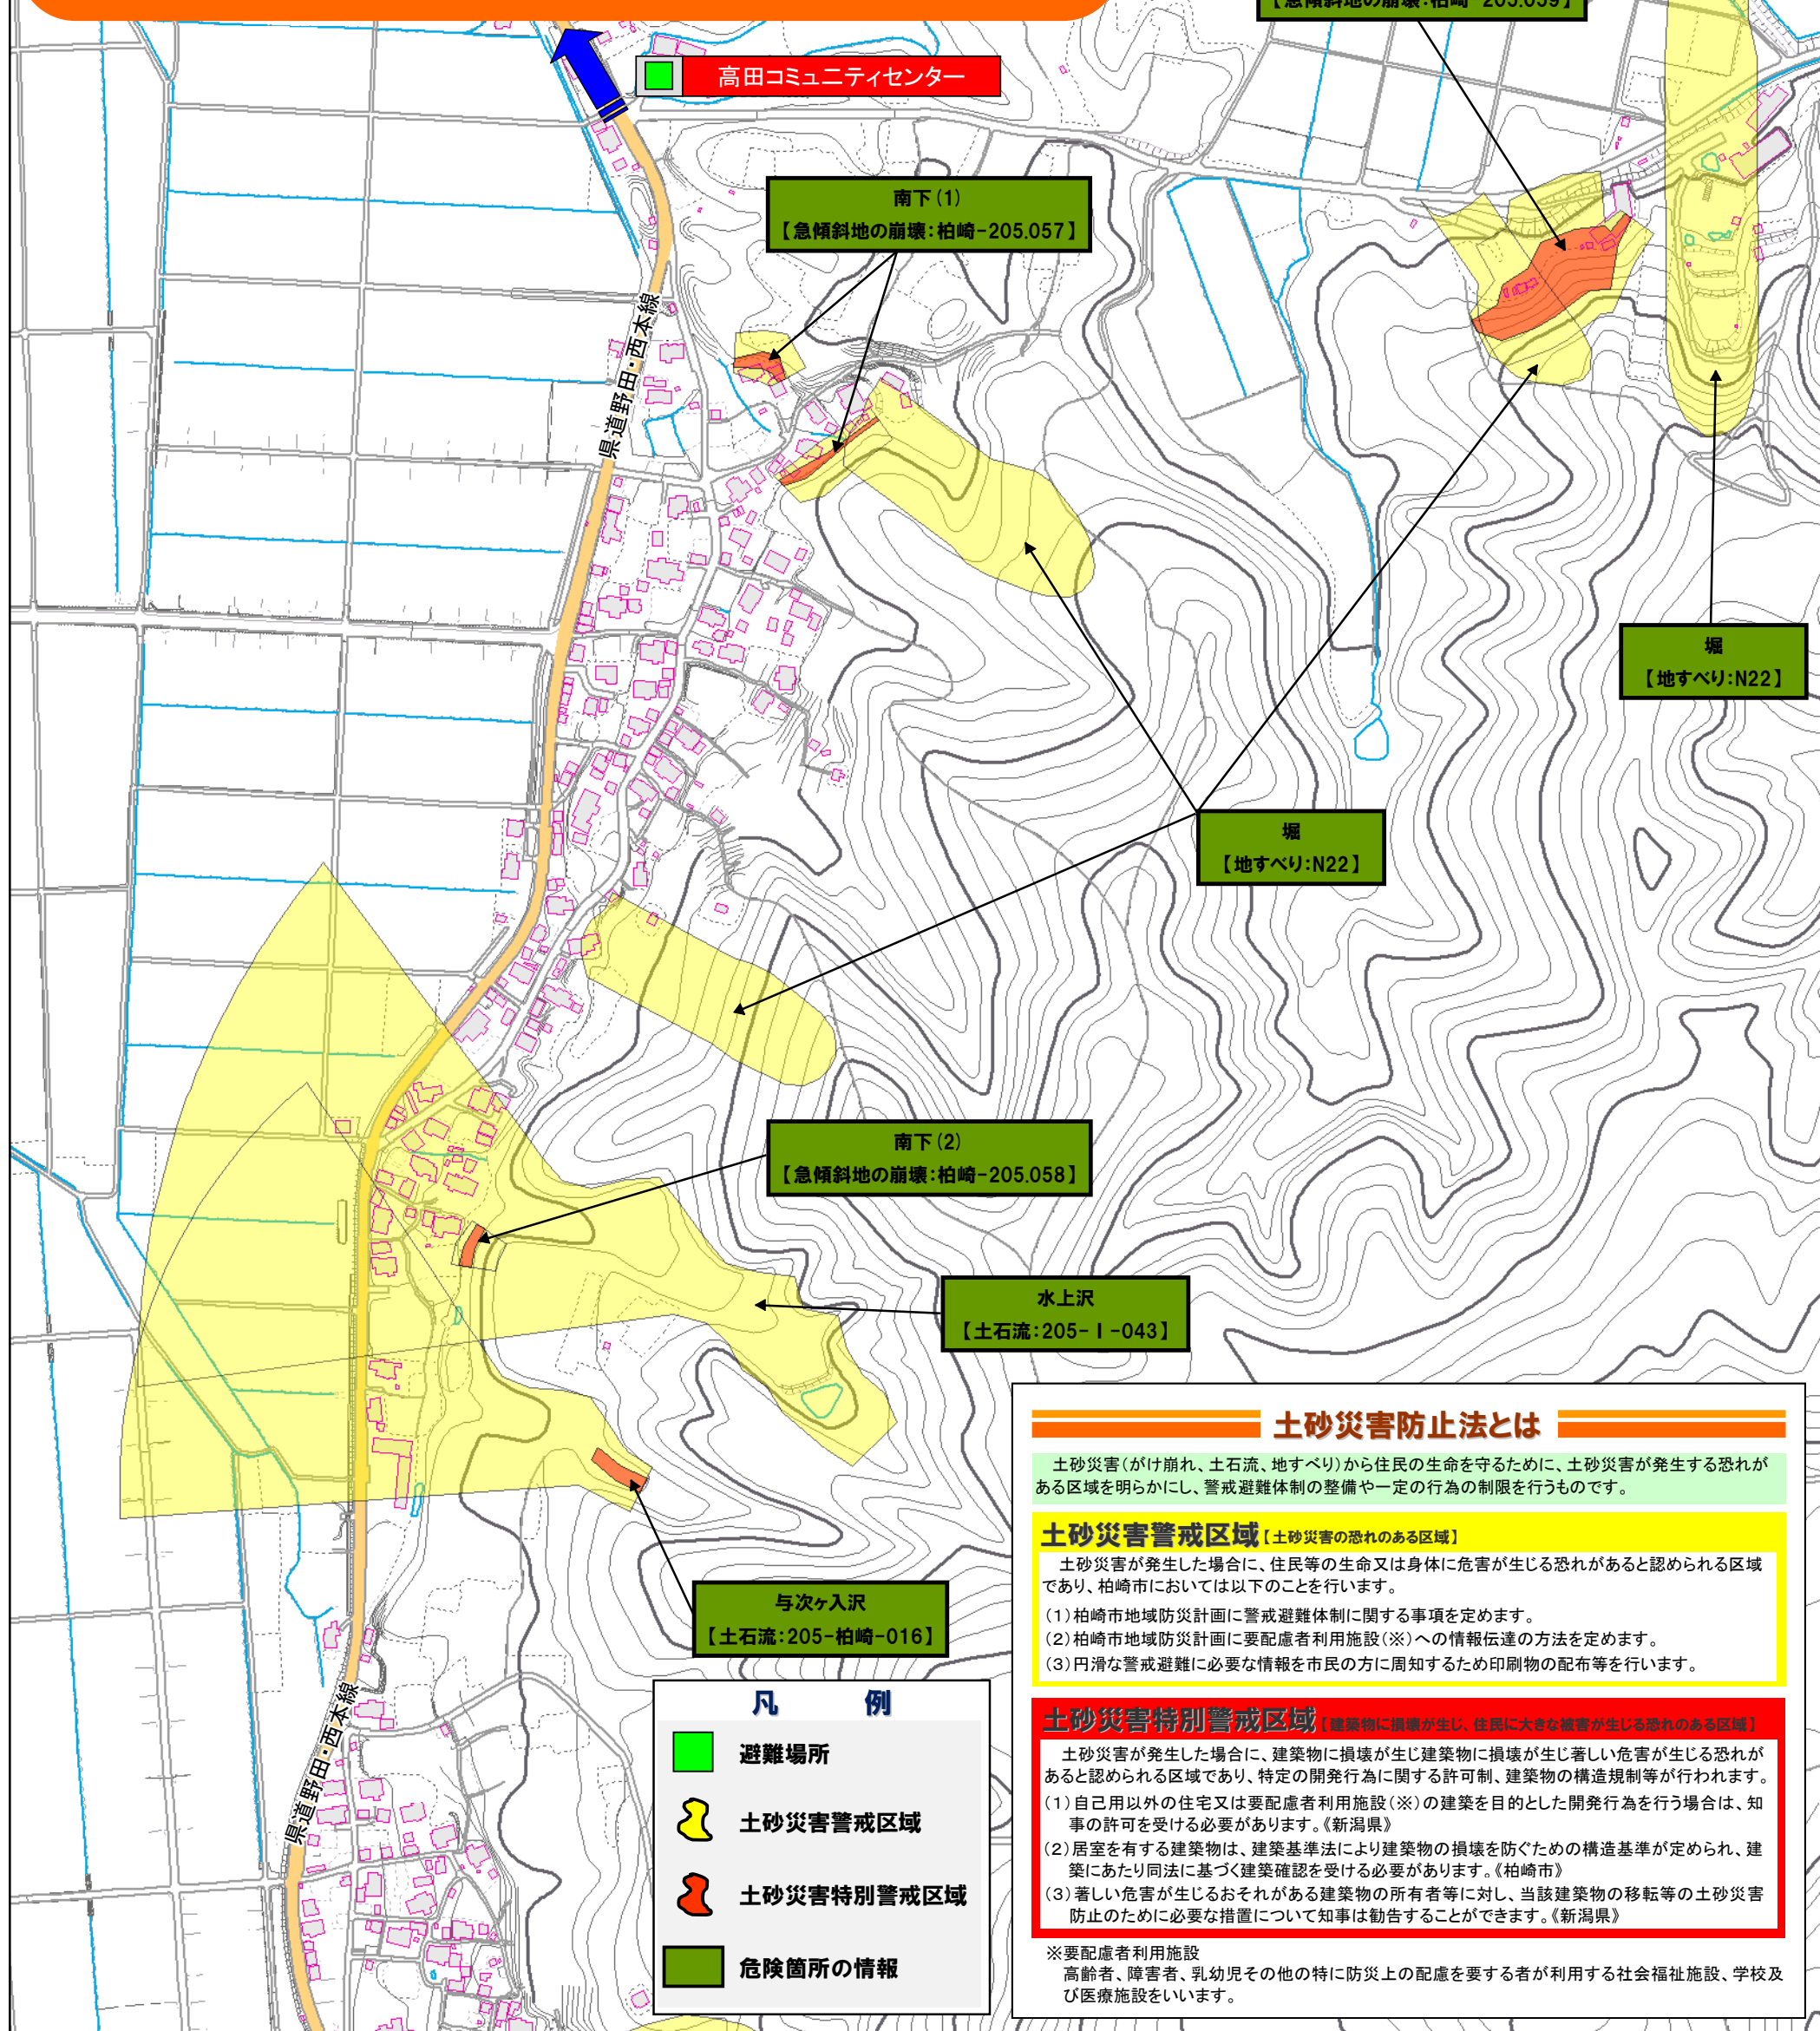 【急傾斜地の崩壊:柏崎-205.059】
高田コミュニティセンター
南下(1)
【急傾斜地の崩壊:柏崎-205.057】
県道野田・西本線
堀
【地すべり:N22】
堀
【地すべり:N22】
南下(2)
【急傾斜地の崩壊:柏崎-205.058】
水上沢
【土石流:205-Ⅰ-043】
与次ヶ入沢
【土石流:205-柏崎-016】
県道野田・西本線
凡 例
避難場所
土砂災害警戒区域
土砂災害特別警戒区域
危険箇所の情報
土砂災害防止法とは
土砂災害(がけ崩れ、土石流、地すべり)から住民の生命を守るために、土砂災害が発生する恐れが
ある区域を明らかにし、警戒避難体制の整備や一定の行為の制限を行うものです。
土砂災害警戒区域【土砂災害の恐れのある区域】
土砂災害が発生した場合に、住民等の生命又は身体に危害が生じる恐れがあると認められる区域
であり、柏崎市においては以下のことを行います。
(1)柏崎市地域防災計画に警戒避難体制に関する事項を定めます。
(2)柏崎市地域防災計画に要配慮者利用施設(※)への情報伝達の方法を定めます。
(3)円滑な警戒避難に必要な情報を市民の方に周知するため印刷物の配布等を行います。
土砂災害特別警戒区域【建築物に損壊が生じ、住民に大きな被害が生じる恐れのある区域】
土砂災害が発生した場合に、建築物に損壊が生じ建築物に損壊が生じ著しい危害が生じる恐れが
あると認められる区域であり、特定の開発行為に関する許可制、建築物の構造規制等が行われます。
(1)自己用以外の住宅又は要配慮者利用施設(※)の建築を目的とした開発行為を行う場合は、知
事の許可を受ける必要があります。《新潟県》
(2)居室を有する建築物は、建築基準法により建築物の損壊を防ぐための構造基準が定められ、建
築にあたり同法に基づく建築確認を受ける必要があります。《柏崎市》
(3)著しい危害が生じるおそれがある建築物の所有者等に対し、当該建築物の移転等の土砂災害
防止のために必要な措置について知事は勧告することができます。《新潟県》
※要配慮者利用施設
高齢者、障害者、乳幼児その他の特に防災上の配慮を要する者が利用する社会福祉施設、学校及
び医療施設をいいます。